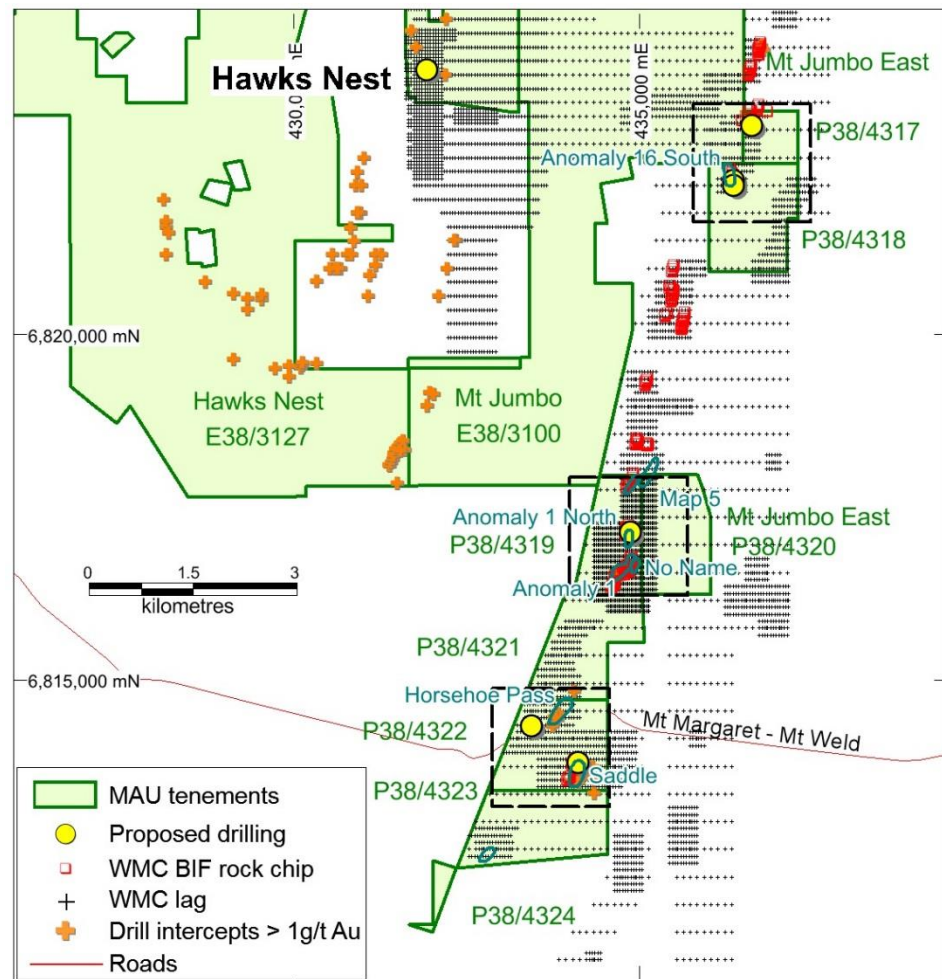 Hawks Nest
435,000 mE
Mt Jumbo East
P38/4317
Anomaly 16 South
P38/4318
6,820,000 mN
Hawks Nest
E38/3127
Mt Jumbo
E38/3100
Map 5
Anomaly 1 North
P38/4319
Mt Jumbo East
P38/4320
No Name
Anomaly 1
0 1.5 3
kilometres
P38/4321
6,815,000 mN
Horsehoe Pass
P38/4322
Mt Margaret - Mt Weld
Saddle
P38/4323
P38/4324
MAU tenements
Proposed drilling
WMC BIF rock chip
WMC lag
Drill intercepts > 1g/t Au
Roads